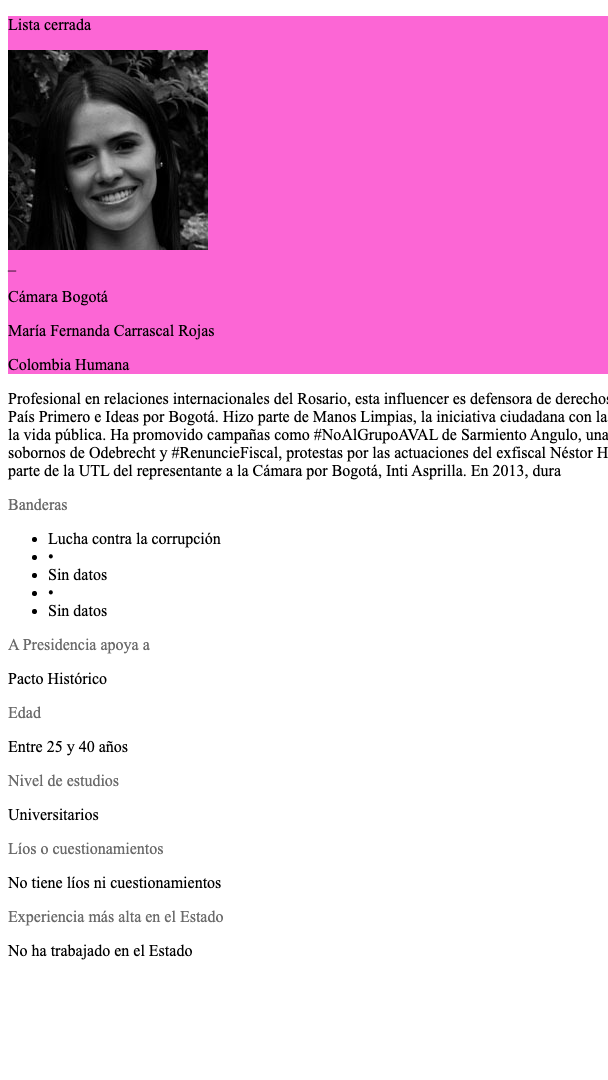 Lista cerrada
_
Cámara Bogotá
María Fernanda Carrascal Rojas
Colombia Humana
Profesional en relaciones internacionales del Rosario, esta influencer es defensora de derechos
País Primero e Ideas por Bogotá. Hizo parte de Manos Limpias, la iniciativa ciudadana con la
la vida pública. Ha promovido campañas como #NoAlGrupoAVAL de Sarmiento Angulo, una
sobornos de Odebrecht y #RenuncieFiscal, protestas por las actuaciones del exfiscal Néstor H
parte de la UTL del representante a la Cámara por Bogotá, Inti Asprilla. En 2013, dura
Banderas
• Lucha contra la corrupción
• •
• Sin datos
• •
• Sin datos
A Presidencia apoya a
Pacto Histórico
Edad
Entre 25 y 40 años
Nivel de estudios
Universitarios
Líos o cuestionamientos
No tiene líos ni cuestionamientos
Experiencia más alta en el Estado
No ha trabajado en el Estado